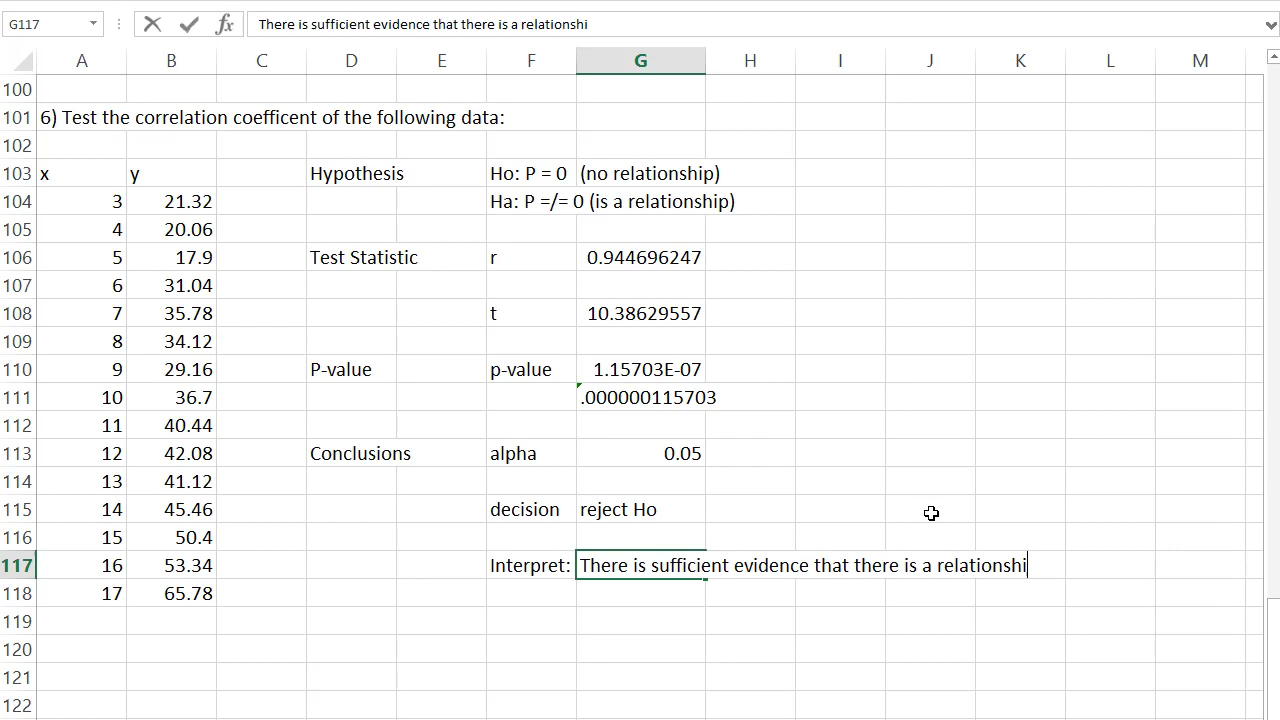 G117 fx There is sufficient evidence that there is a relationshi
A B C D E F G H I J K L M
100
101 6) Test the correlation coefficent of the following data:
102
103 x y Hypothesis Ho: P = 0 (no relationship)
104 3 21.32 Ha: P =/= 0 (is a relationship)
105 4 20.06
106 5 17.9 Test Statistic r 0.944696247
107 6 31.04
108 7 35.78 t 10.38629557
109 8 34.12
110 9 29.16 P-value p-value 1.15703E-07
111 10 36.7 .000000115703
112 11 40.44
113 12 42.08 Conclusions alpha 0.05
114 13 41.12
115 14 45.46 decision reject Ho
116 15 50.4
117 16 53.34 Interpret: There is sufficient evidence that there is a relationshi
118 17 65.78
119
120
121
122